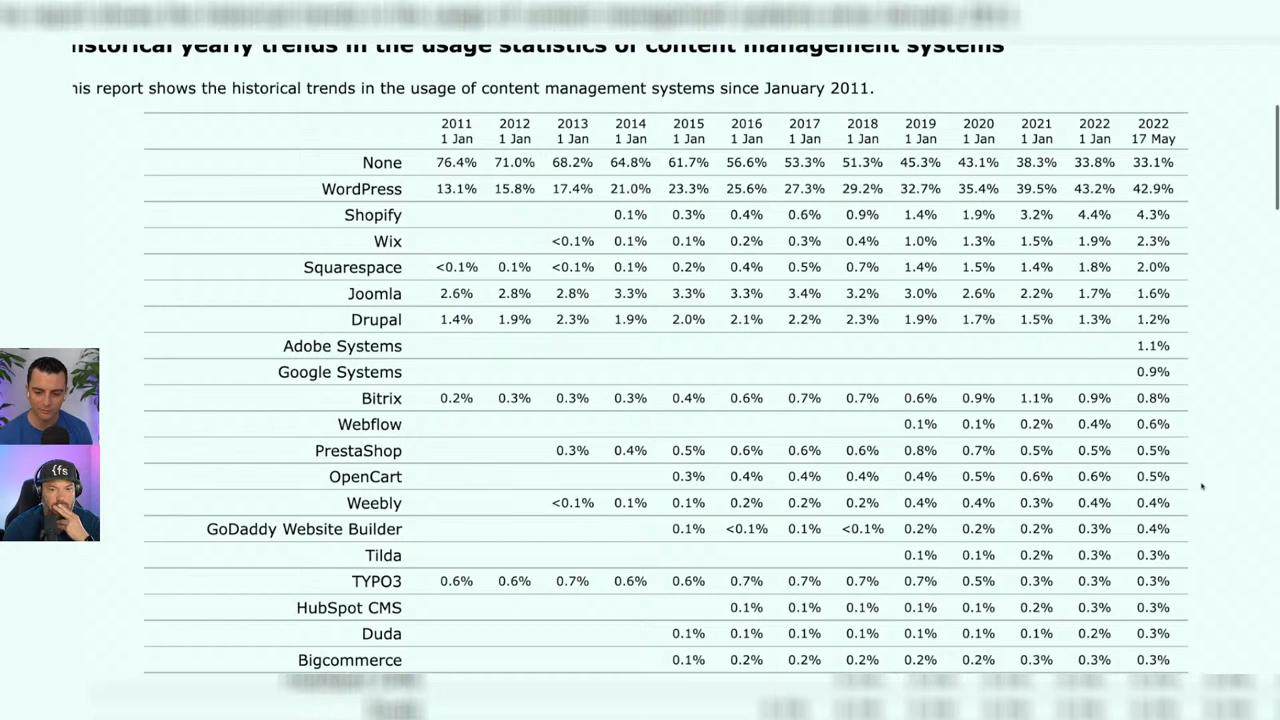 istorical yearly trends in the usage statistics of content management systems
his report shows the historical trends in the usage of content management systems since January 2011.
2011 2012 2013 2014 2015 2016 2017 2018 2019 2020 2021 2022 2022
1 Jan 1 Jan 1 Jan 1 Jan 1 Jan 1 Jan 1 Jan 1 Jan 1 Jan 1 Jan 1 Jan 1 Jan 17 May
None 76.4% 71.0% 68.2% 64.8% 61.7% 56.6% 53.3% 51.3% 45.3% 43.1% 38.3% 33.8% 33.1%
WordPress 13.1% 15.8% 17.4% 21.0% 23.3% 25.6% 27.3% 29.2% 32.7% 35.4% 39.5% 43.2% 42.9%
Shopify 0.1% 0.3% 0.4% 0.6% 0.9% 1.4% 1.9% 3.2% 4.4% 4.3%
Wix <0.1% 0.1% 0.1% 0.2% 0.3% 0.4% 1.0% 1.3% 1.5% 1.9% 2.3%
Squarespace <0.1% 0.1% <0.1% 0.1% 0.2% 0.4% 0.5% 0.7% 1.4% 1.5% 1.4% 1.8% 2.0%
Joomla 2.6% 2.8% 2.8% 3.3% 3.3% 3.3% 3.4% 3.2% 3.0% 2.6% 2.2% 1.7% 1.6%
Drupal 1.4% 1.9% 2.3% 1.9% 2.0% 2.1% 2.2% 2.3% 1.9% 1.7% 1.5% 1.3% 1.2%
Adobe Systems 1.1%
Google Systems 0.9%
Bitrix 0.2% 0.3% 0.3% 0.3% 0.4% 0.6% 0.7% 0.7% 0.6% 0.9% 1.1% 0.9% 0.8%
Webflow 0.1% 0.1% 0.2% 0.4% 0.6%
PrestaShop 0.3% 0.4% 0.5% 0.6% 0.6% 0.6% 0.8% 0.7% 0.5% 0.5% 0.5%
OpenCart 0.3% 0.4% 0.4% 0.4% 0.4% 0.5% 0.6% 0.6% 0.5%
Weebly <0.1% 0.1% 0.1% 0.2% 0.2% 0.2% 0.4% 0.4% 0.3% 0.4% 0.4%
GoDaddy Website Builder 0.1% <0.1% 0.1% <0.1% 0.2% 0.2% 0.2% 0.3% 0.4%
Tilda 0.1% 0.1% 0.2% 0.3% 0.3%
TYPO3 0.6% 0.6% 0.7% 0.6% 0.6% 0.7% 0.7% 0.7% 0.7% 0.5% 0.3% 0.3% 0.3%
HubSpot CMS 0.1% 0.1% 0.1% 0.1% 0.1% 0.2% 0.3% 0.3%
Duda 0.1% 0.1% 0.1% 0.1% 0.1% 0.1% 0.1% 0.2% 0.3%
Bigcommerce 0.1% 0.2% 0.2% 0.2% 0.2% 0.2% 0.3% 0.3% 0.3%
{fs